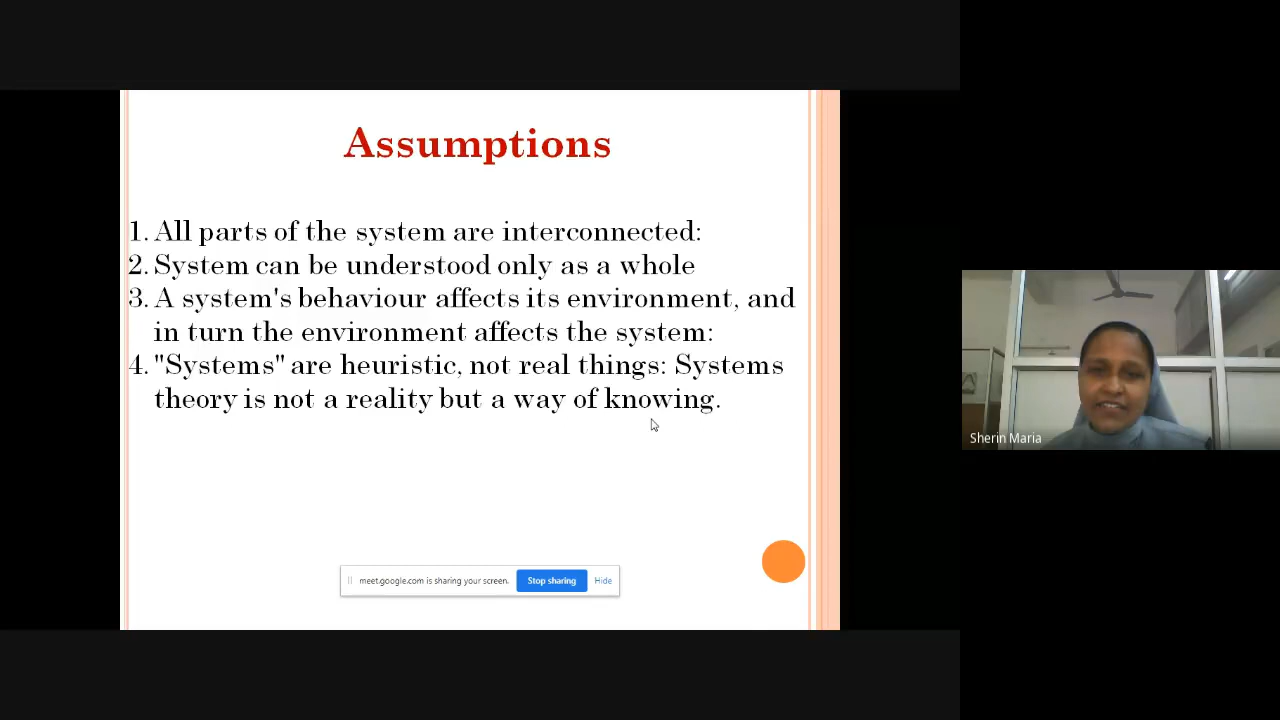 Assumptions
1. All parts of the system are interconnected:
2. System can be understood only as a whole
3. A system's behaviour affects its environment, and
in turn the environment affects the system:
4. "Systems" are heuristic, not real things: Systems
theory is not a reality but a way of knowing.
Sherin Maria
meet.google.com is sharing your screen. Stop sharing Hide